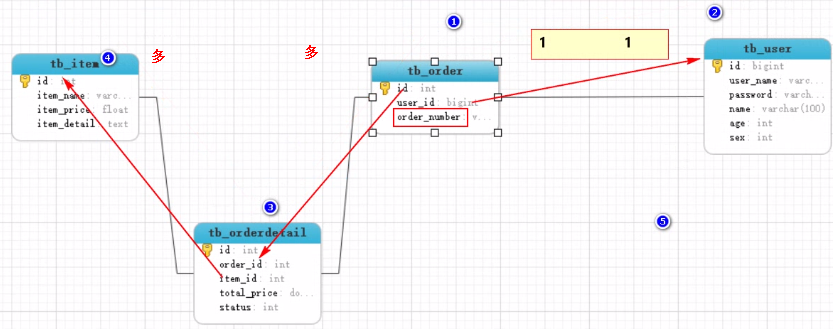 1
2
1 1
4
多
多
tb_item
id: int
item_name: varc...
item_price: float
item_detail: text
tb_order
id: int
user_id: bigint
order_number: v...
tb_user
id: bigint
user_name: varc...
password: varch...
name: varchar(100)
age: int
sex: int
3
5
tb_orderdetail
id: int
order_id: int
item_id: int
total_price: do...
status: int